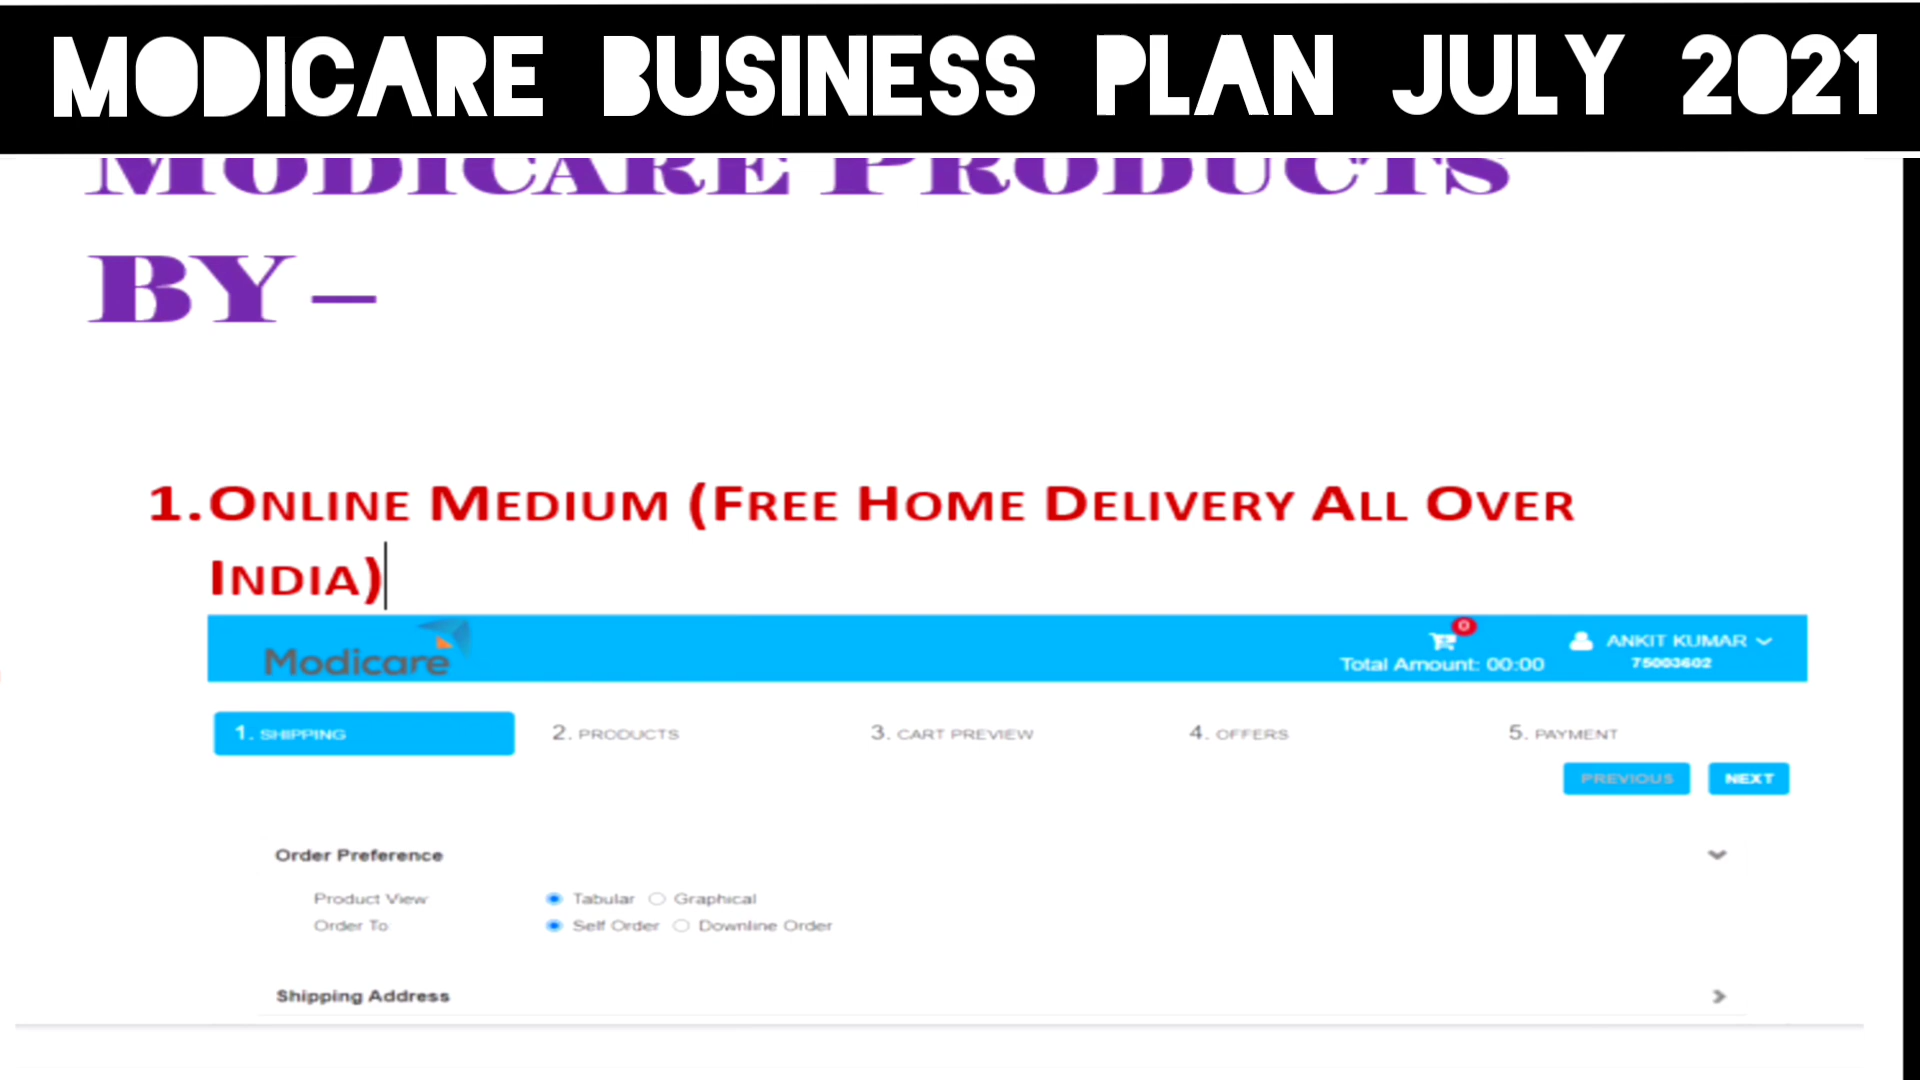 MODICARE BUSINESS PLAN JULY 2021
MODICARE PRODUCTS
BY–
1. ONLINE MEDIUM (FREE HOME DELIVERY ALL OVER
INDIA)
Modicare
0
Total Amount: 00:00
ANKIT KUMAR
75003602
1. SHIPPING
2. PRODUCTS
3. CART PREVIEW
4. OFFERS
5. PAYMENT
PREVIOUS
NEXT
Order Preference
Product View
Tabular
Graphical
Order To
Self Order
Downline Order
Shipping Address